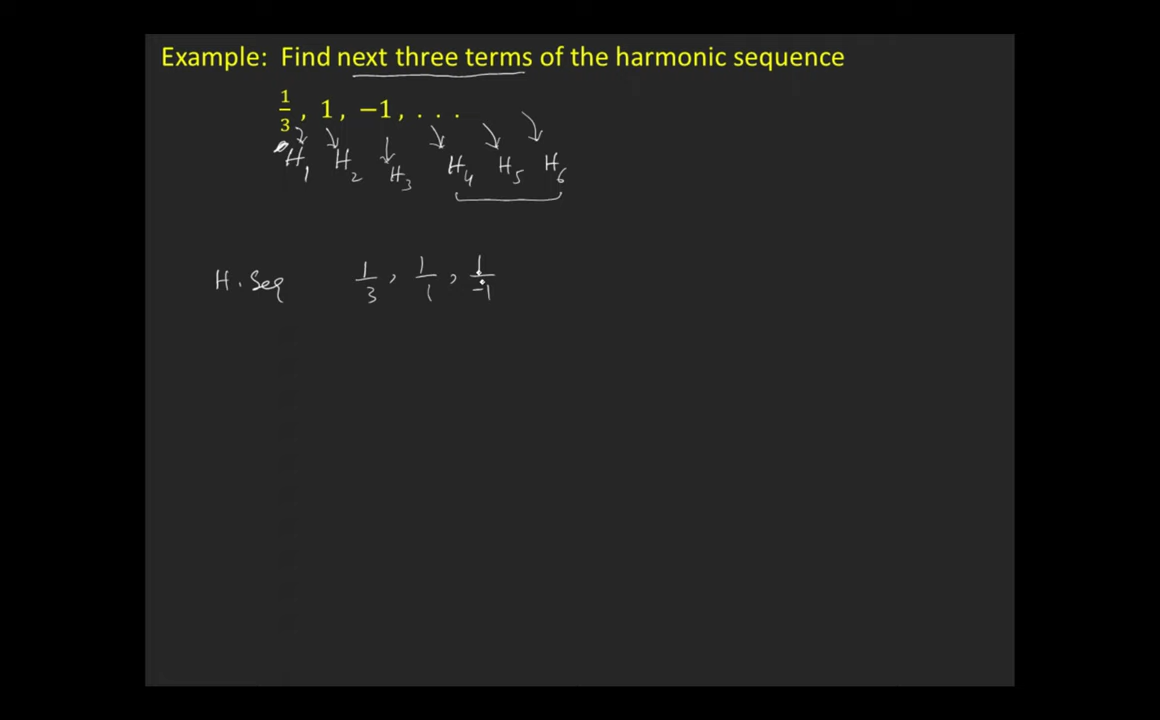 Example: Find next three terms of the harmonic sequence
1/3, 1, −1, . . .
H₁ H₂ H₃ H₄ H₅ H₆
H. Seq 1/3, 1/1, 1/-1